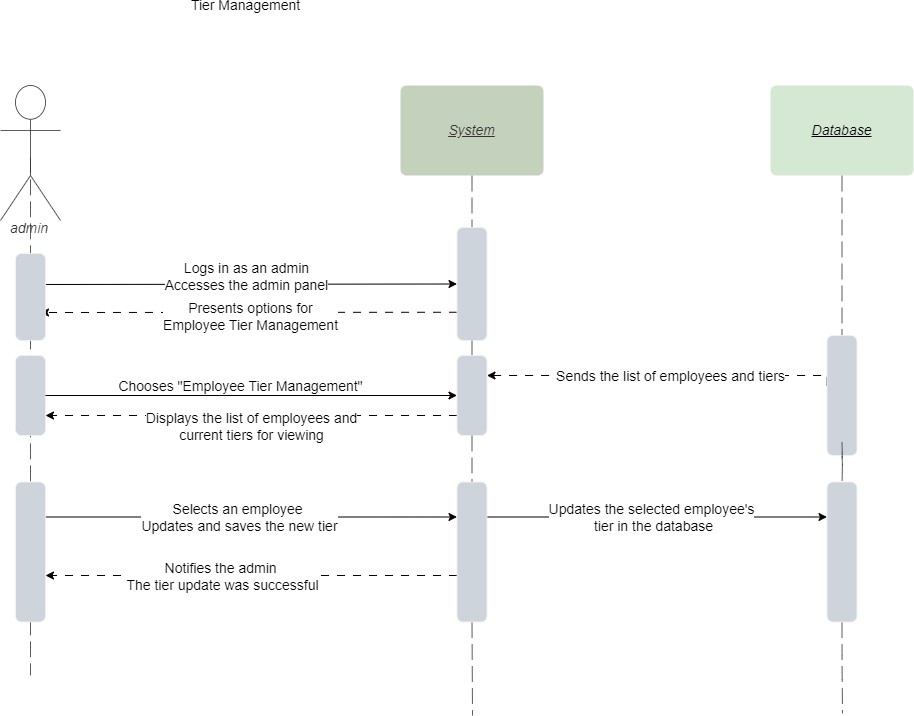 Tier Management
System
Database
admin
Logs in as an admin
Accesses the admin panel
Presents options for
Employee Tier Management
Sends the list of employees and tiers
Chooses "Employee Tier Management"
Displays the list of employees and
current tiers for viewing
Selects an employee
Updates and saves the new tier
Updates the selected employee's
tier in the database
Notifies the admin
The tier update was successful